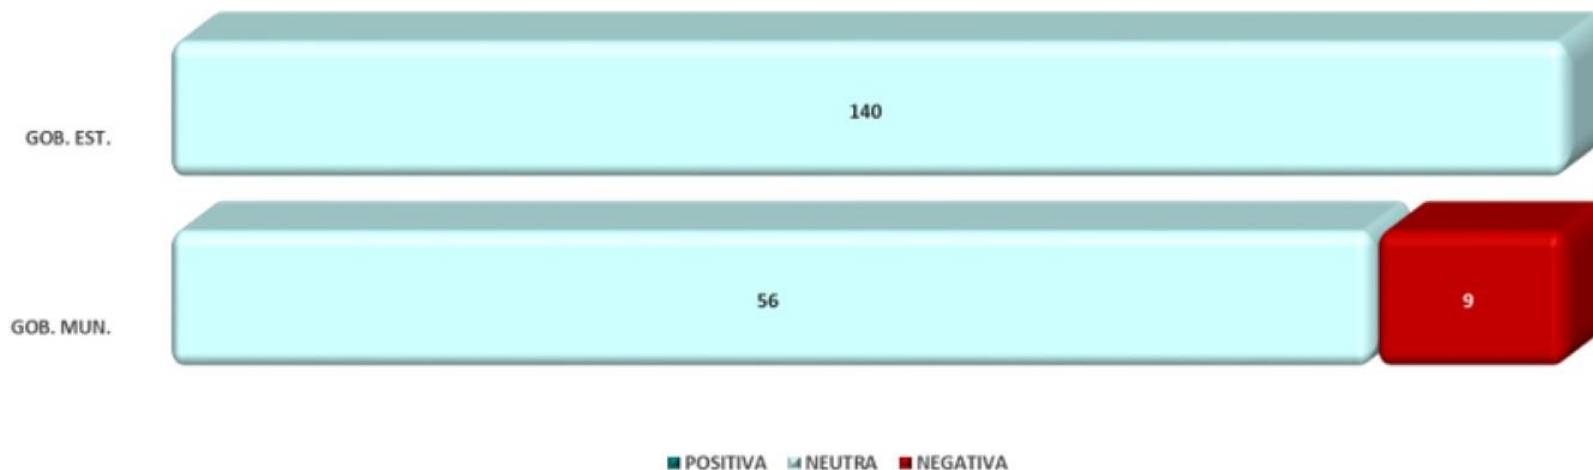 140
GOB. EST.
56
9
GOB. MUN.
POSITIVA NEUTRA NEGATIVA